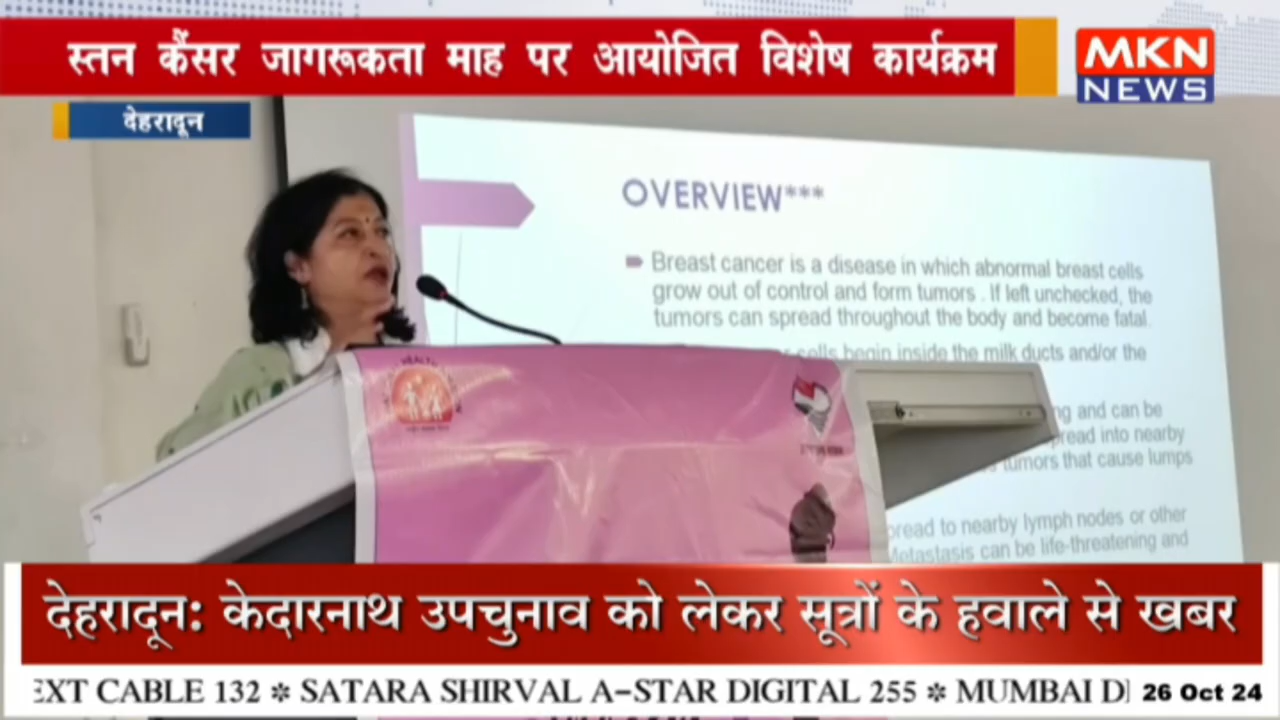 स्तन कैंसर जागरूकता माह पर आयोजित विशेष कार्यक्रम
MKN
NEWS
देहरादून
OVERVIEW***
Breast cancer is a disease in which abnormal breast cells
grow out of control and form tumors . If left unchecked, the
tumors can spread throughout the body and become fatal.
cells begin inside the milk ducts and/or the
and can be
into nearby
tumors that cause lumps
to nearby lymph nodes or other
Metastasis can be life-threatening and
देहरादून: केदारनाथ उपचुनाव को लेकर सूत्रों के हवाले से खबर
CABLE 132 * SATARA SHIRVAL A-STAR DIGITAL 255 * MUMBAI
26 Oct 24